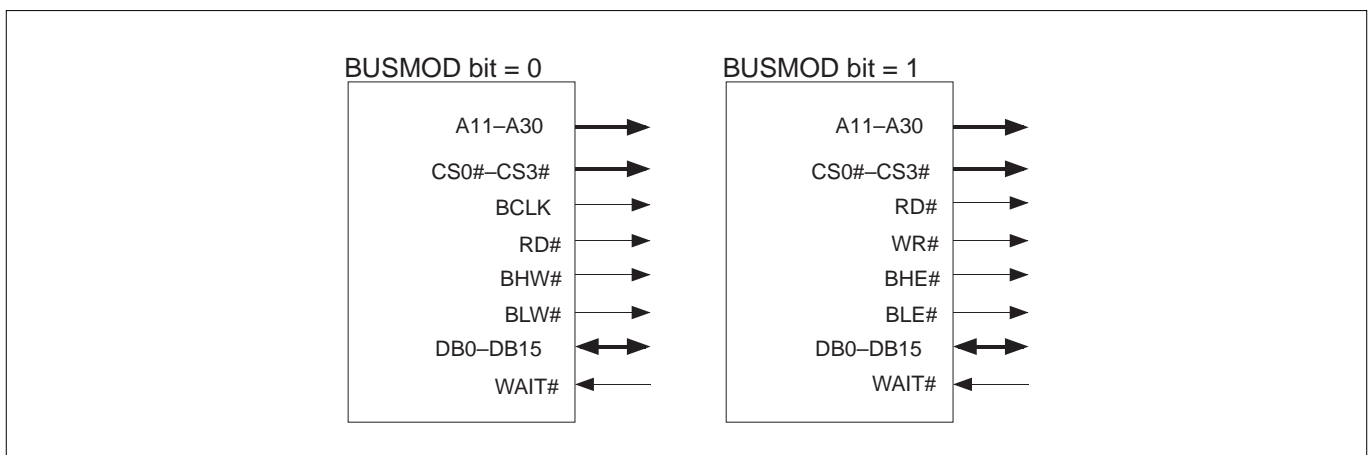 BUSMOD bit = 0
A11–A30
CS0#–CS3#
BCLK
RD#
BHW#
BLW#
DB0–DB15
WAIT#
BUSMOD bit = 1
A11–A30
CS0#–CS3#
RD#
WR#
BHE#
BLE#
DB0–DB15
WAIT#